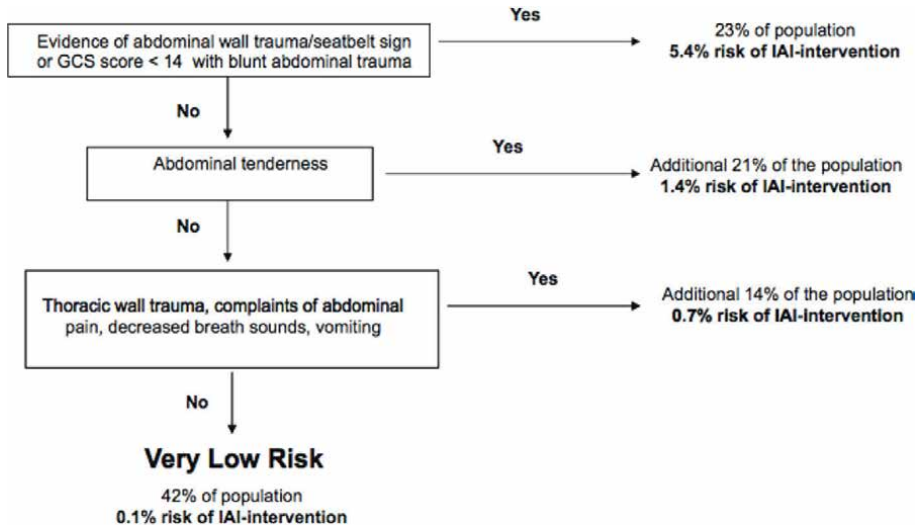 Evidence of abdominal wall trauma/seatbelt sign
or GCS score < 14 with blunt abdominal trauma
Yes
23% of population
5.4% risk of IAI-intervention
No
Abdominal tenderness
Yes
Additional 21% of the population
1.4% risk of IAI-intervention
No
Thoracic wall trauma, complaints of abdominal
pain, decreased breath sounds, vomiting
Yes
Additional 14% of the population
0.7% risk of IAI-intervention
No
Very Low Risk
42% of population
0.1% risk of IAI-intervention